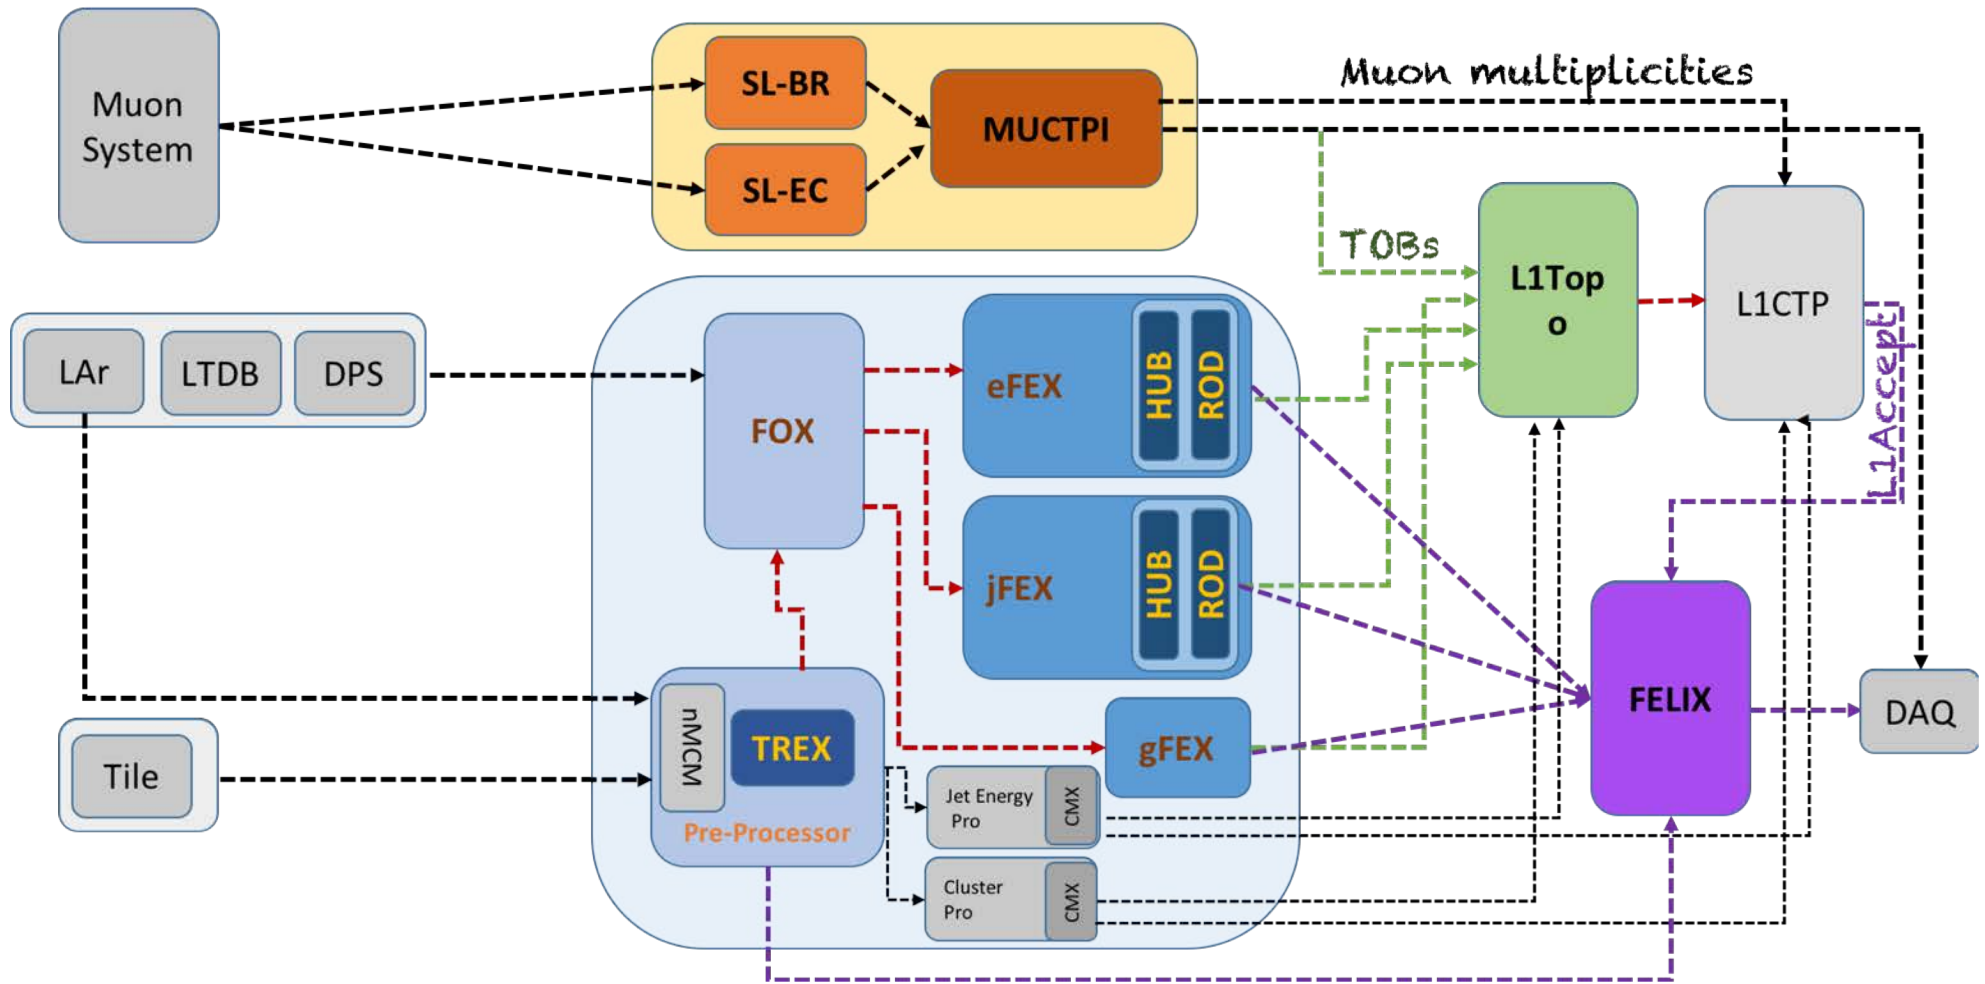 Muon
System
SL-BR
SL-EC
MUCTPI
Muon multiplicities
TOBs
L1Top
o
L1CTP
L1Accept
LAr
LTDB
DPS
FOX
eFEX
HUB
ROD
jFEX
HUB
ROD
gFEX
Tile
nMCM
TREX
Pre-Processor
Jet Energy
Pro
CMX
Cluster
Pro
CMX
FELIX
DAQ